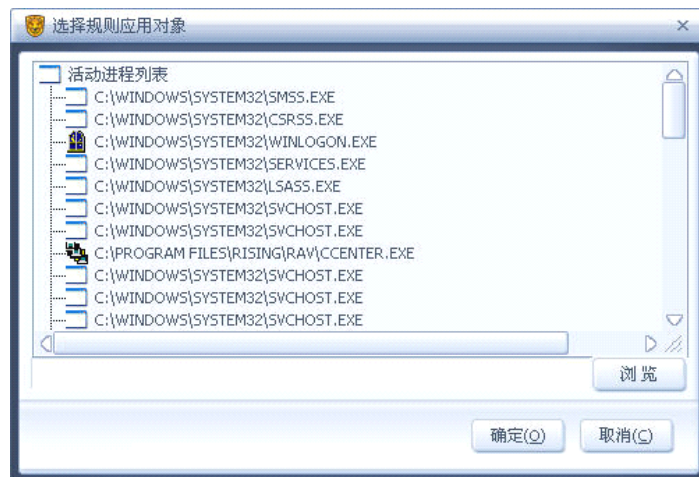 选择规则应用对象
活动进程列表
C:\WINDOWS\SYSTEM32\SMSS.EXE
C:\WINDOWS\SYSTEM32\CSRSS.EXE
C:\WINDOWS\SYSTEM32\WINLOGON.EXE
C:\WINDOWS\SYSTEM32\SERVICES.EXE
C:\WINDOWS\SYSTEM32\LSASS.EXE
C:\WINDOWS\SYSTEM32\SVCHOST.EXE
C:\WINDOWS\SYSTEM32\SVCHOST.EXE
C:\PROGRAM FILES\RISING\RAV\CCENTER.EXE
C:\WINDOWS\SYSTEM32\SVCHOST.EXE
C:\WINDOWS\SYSTEM32\SVCHOST.EXE
C:\WINDOWS\SYSTEM32\SVCHOST.EXE
浏 览
确定(O) 取消(C)